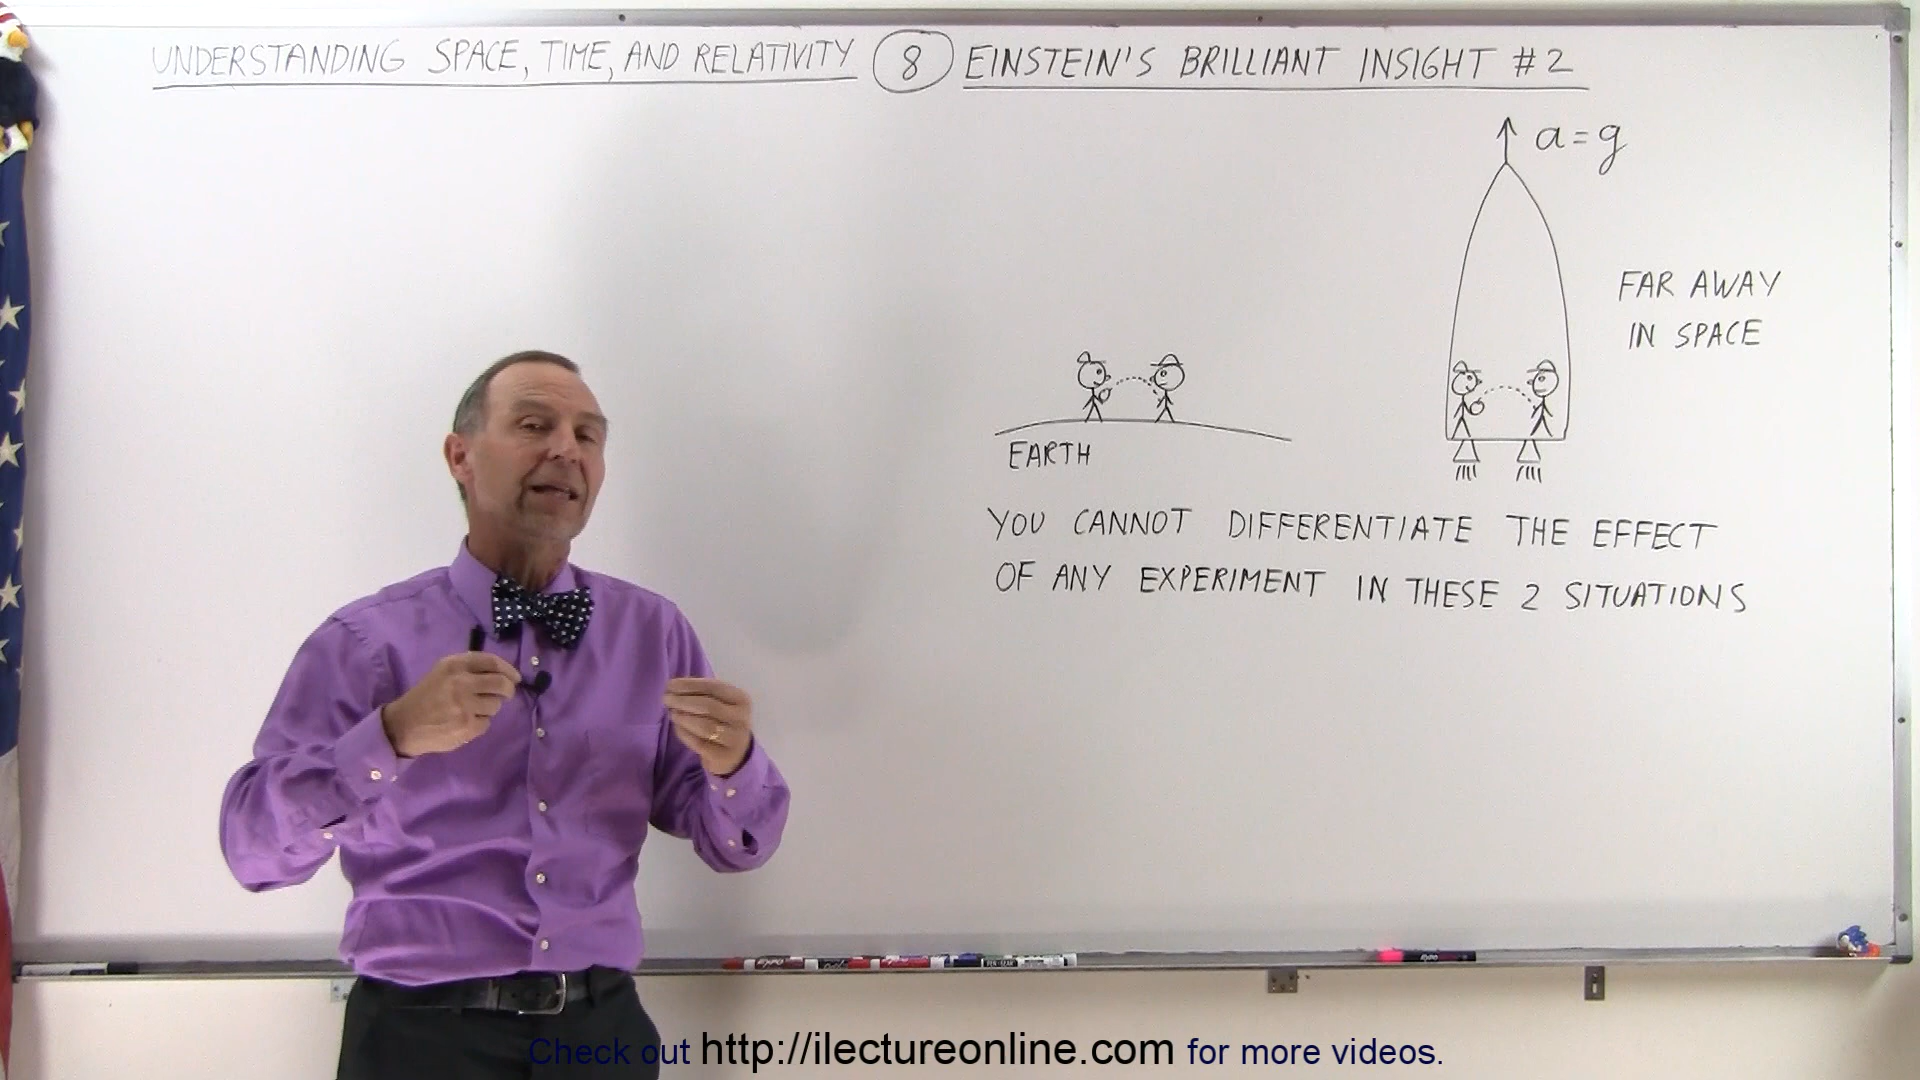 UNDERSTANDING SPACE, TIME, AND RELATIVITY 8 EINSTEIN'S BRILLIANT INSIGHT #2
a=g
FAR AWAY
IN SPACE
EARTH
YOU CANNOT DIFFERENTIATE THE EFFECT
OF ANY EXPERIMENT IN THESE 2 SITUATIONS
EXPO
Check out http://ilectureonline.com for more videos.